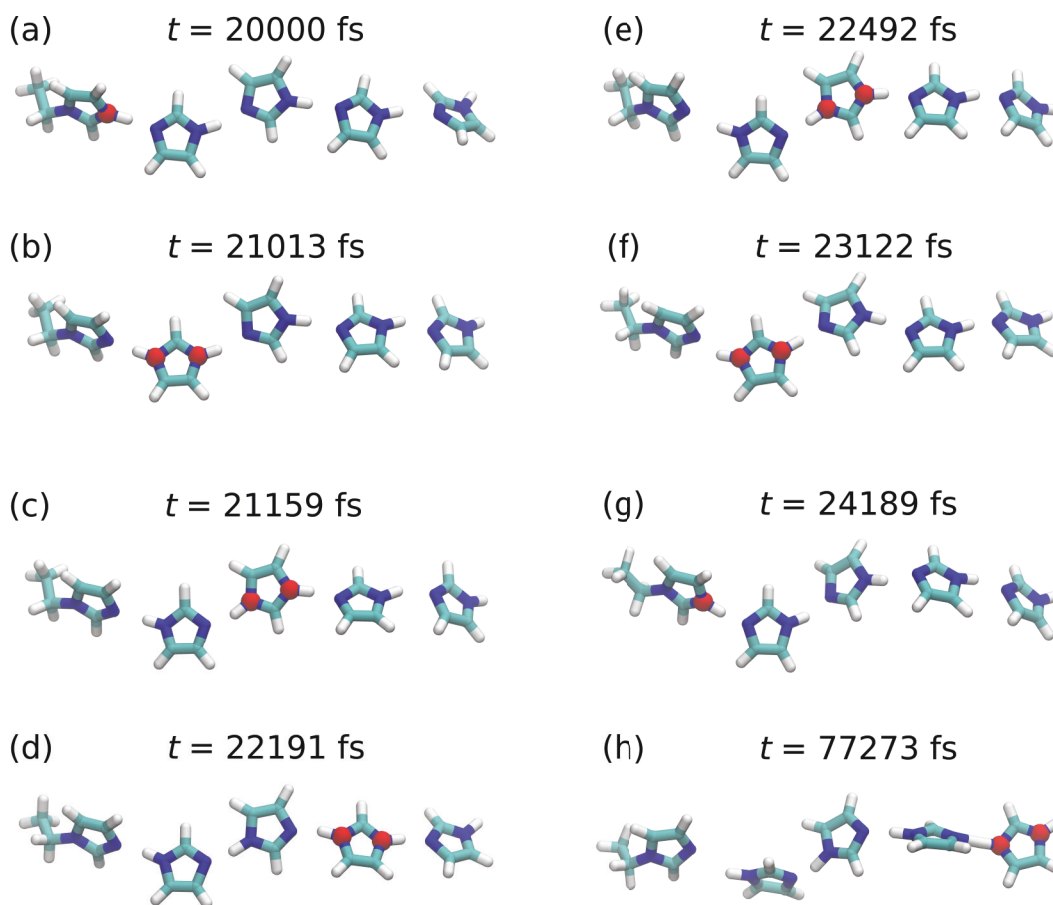 (a) t = 20000 fs
(e) t = 22492 fs
(b) t = 21013 fs
(f) t = 23122 fs
(c) t = 21159 fs
(g) t = 24189 fs
(d) t = 22191 fs
(h) t = 77273 fs